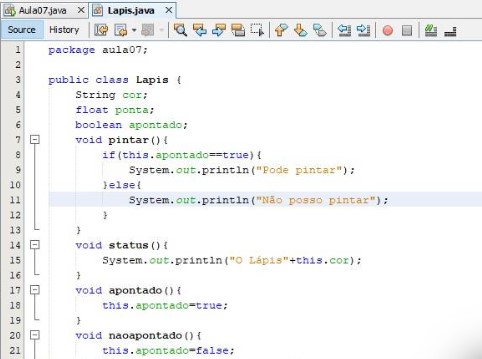 Aula07.java Lapis.java
Source History
1 package aula07;
2
3 public class Lapis {
4 String cor;
5 float ponta;
6 boolean apontado;
7 void pintar(){
8 if(this.apontado==true){
9 System.out.println("Pode pintar");
10 }else{
11 System.out.println("Não posso pintar");
12 }
13 }
14 void status(){
15 System.out.println("O Lápis"+this.cor);
16 }
17 void apontado(){
18 this.apontado=true;
19 }
20 void naoapontado(){
21 this.apontado=false;